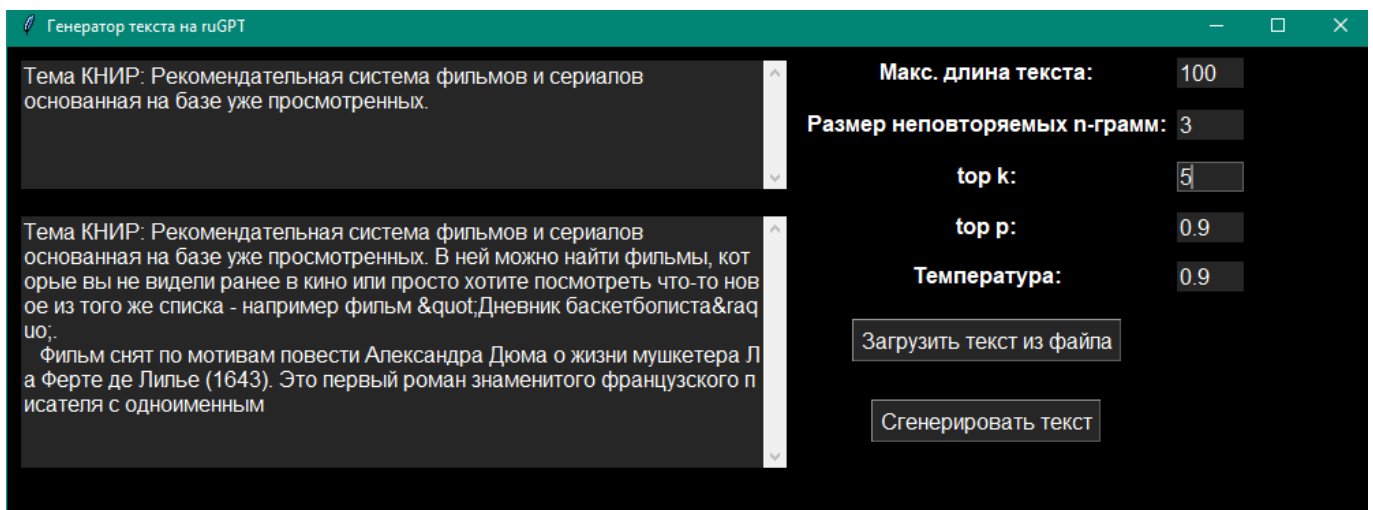 Генератор текста на ruGPT
Тема КНИР: Рекомендательная система фильмов и сериалов
основанная на базе уже просмотренных.
Макс. длина текста: 100
Размер неповторяемых n-грамм: 3
top k: 5
top p: 0.9
Температура: 0.9
Загрузить текст из файла
Сгенерировать текст
Тема КНИР: Рекомендательная система фильмов и сериалов
основанная на базе уже просмотренных. В ней можно найти фильмы, кот
орые вы не видели ранее в кино или просто хотите посмотреть что-то нов
ое из того же списка - например фильм &quot;Дневник баскетболиста&raq
uo;.
Фильм снят по мотивам повести Александра Дюма о жизни мушкетера Л
а Ферте де Лилье (1643). Это первый роман знаменитого французского п
исателя с одноименным